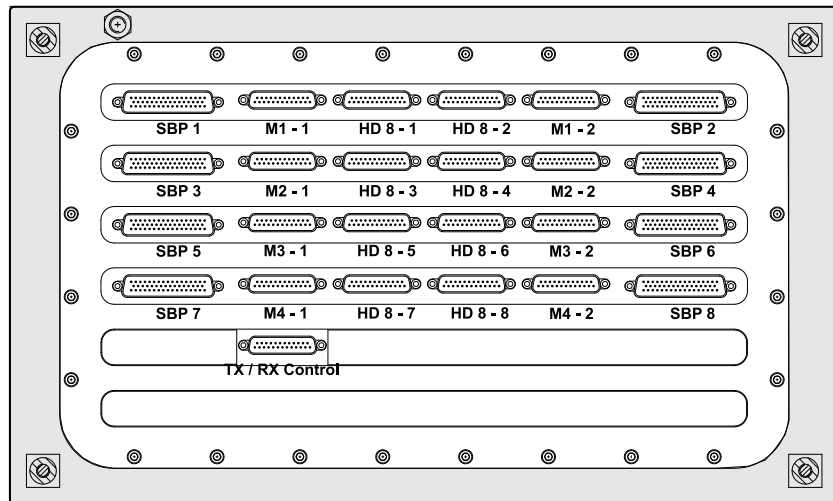 SBP 1 M1 - 1 HD 8 - 1 HD 8 - 2 M1 - 2 SBP 2
SBP 3 M2 - 1 HD 8 - 3 HD 8 - 4 M2 - 2 SBP 4
SBP 5 M3 - 1 HD 8 - 5 HD 8 - 6 M3 - 2 SBP 6
SBP 7 M4 - 1 HD 8 - 7 HD 8 - 8 M4 - 2 SBP 8
TX / RX Control